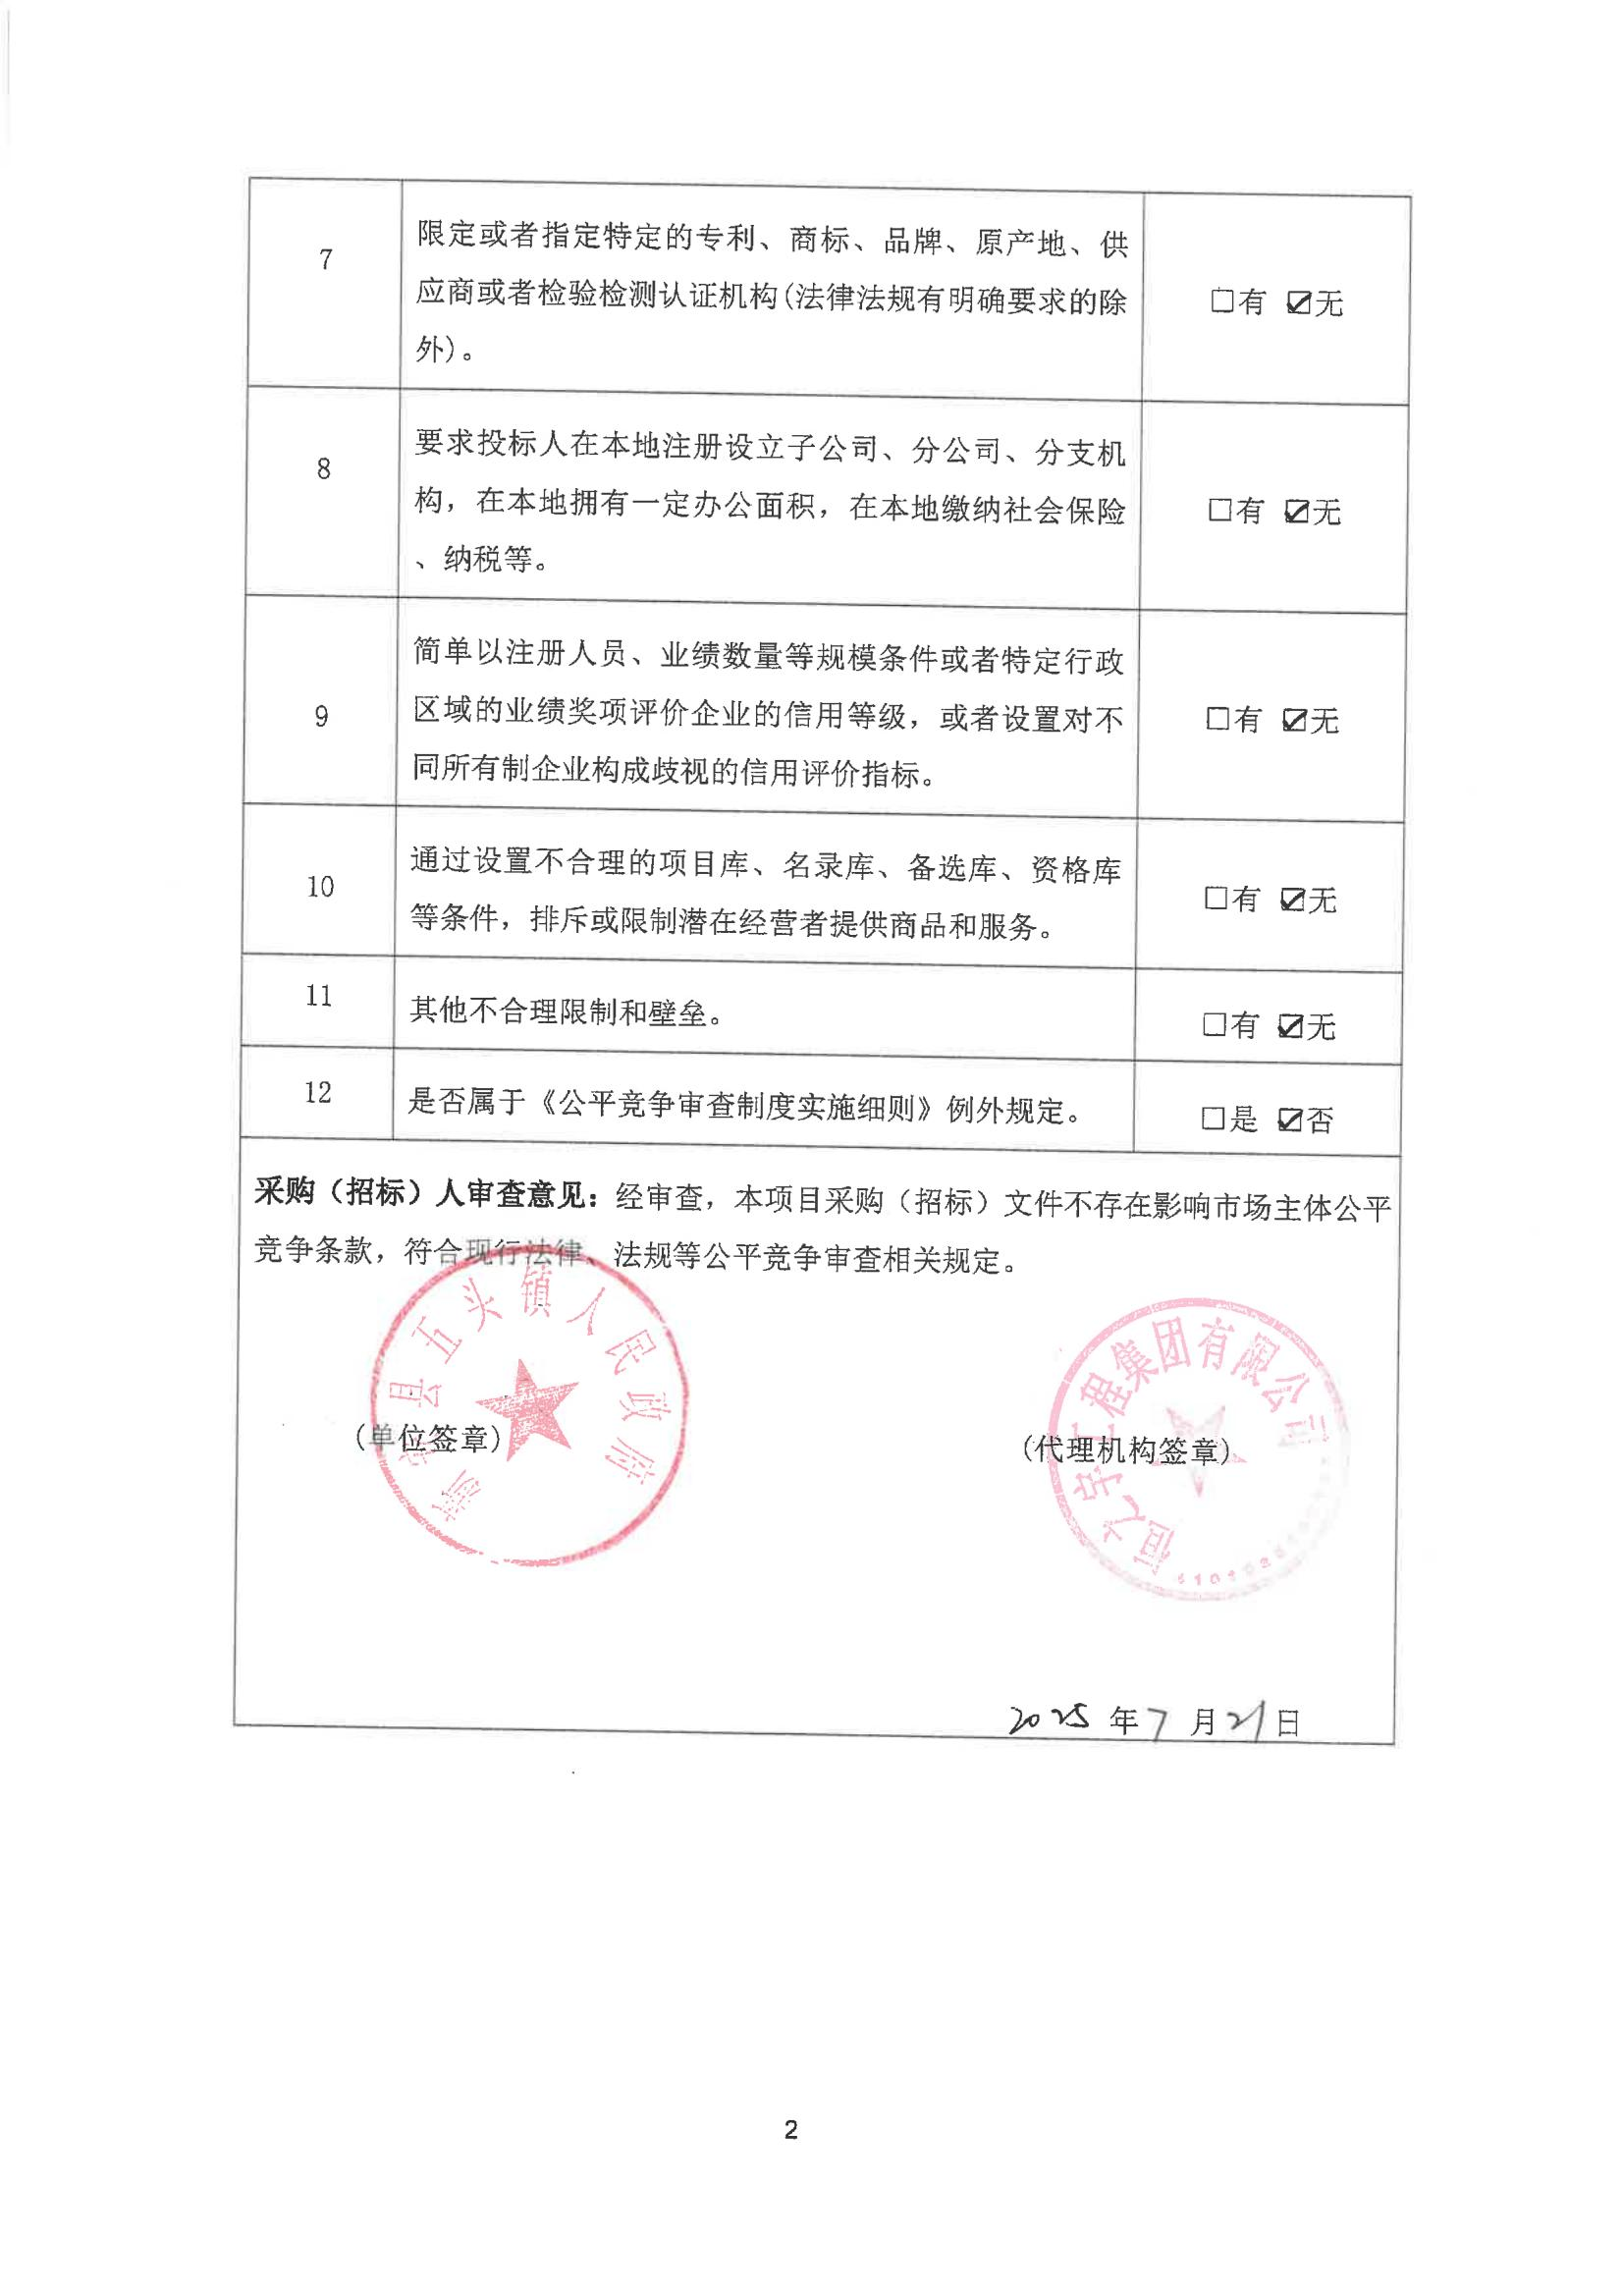 7
限定或者指定特定的专利、商标、品牌、原产地、供
应商或者检验检测认证机构(法律法规有明确要求的除
外)。
□有 ☑无
8
要求投标人在本地注册设立子公司、分公司、分支机
构，在本地拥有一定办公面积，在本地缴纳社会保险
、纳税等。
□有 ☑无
9
简单以注册人员、业绩数量等规模条件或者特定行政
区域的业绩奖项评价企业的信用等级，或者设置对不
同所有制企业构成歧视的信用评价指标。
□有 ☑无
10
通过设置不合理的项目库、名录库、备选库、资格库
等条件，排斥或限制潜在经营者提供商品和服务。
□有 ☑无
11
其他不合理限制和壁垒。
□有 ☑无
12
是否属于《公平竞争审查制度实施细则》例外规定。
□是 ☑否
采购（招标）人审查意见：经审查，本项目采购（招标）文件不存在影响市场主体公平
竞争条款，符合现行法律、法规等公平竞争审查相关规定。
县五头镇人民政府
恒之宇工程集团有限公司
(单位签章)
(代理机构签章)
2025 年 7 月 21 日
2